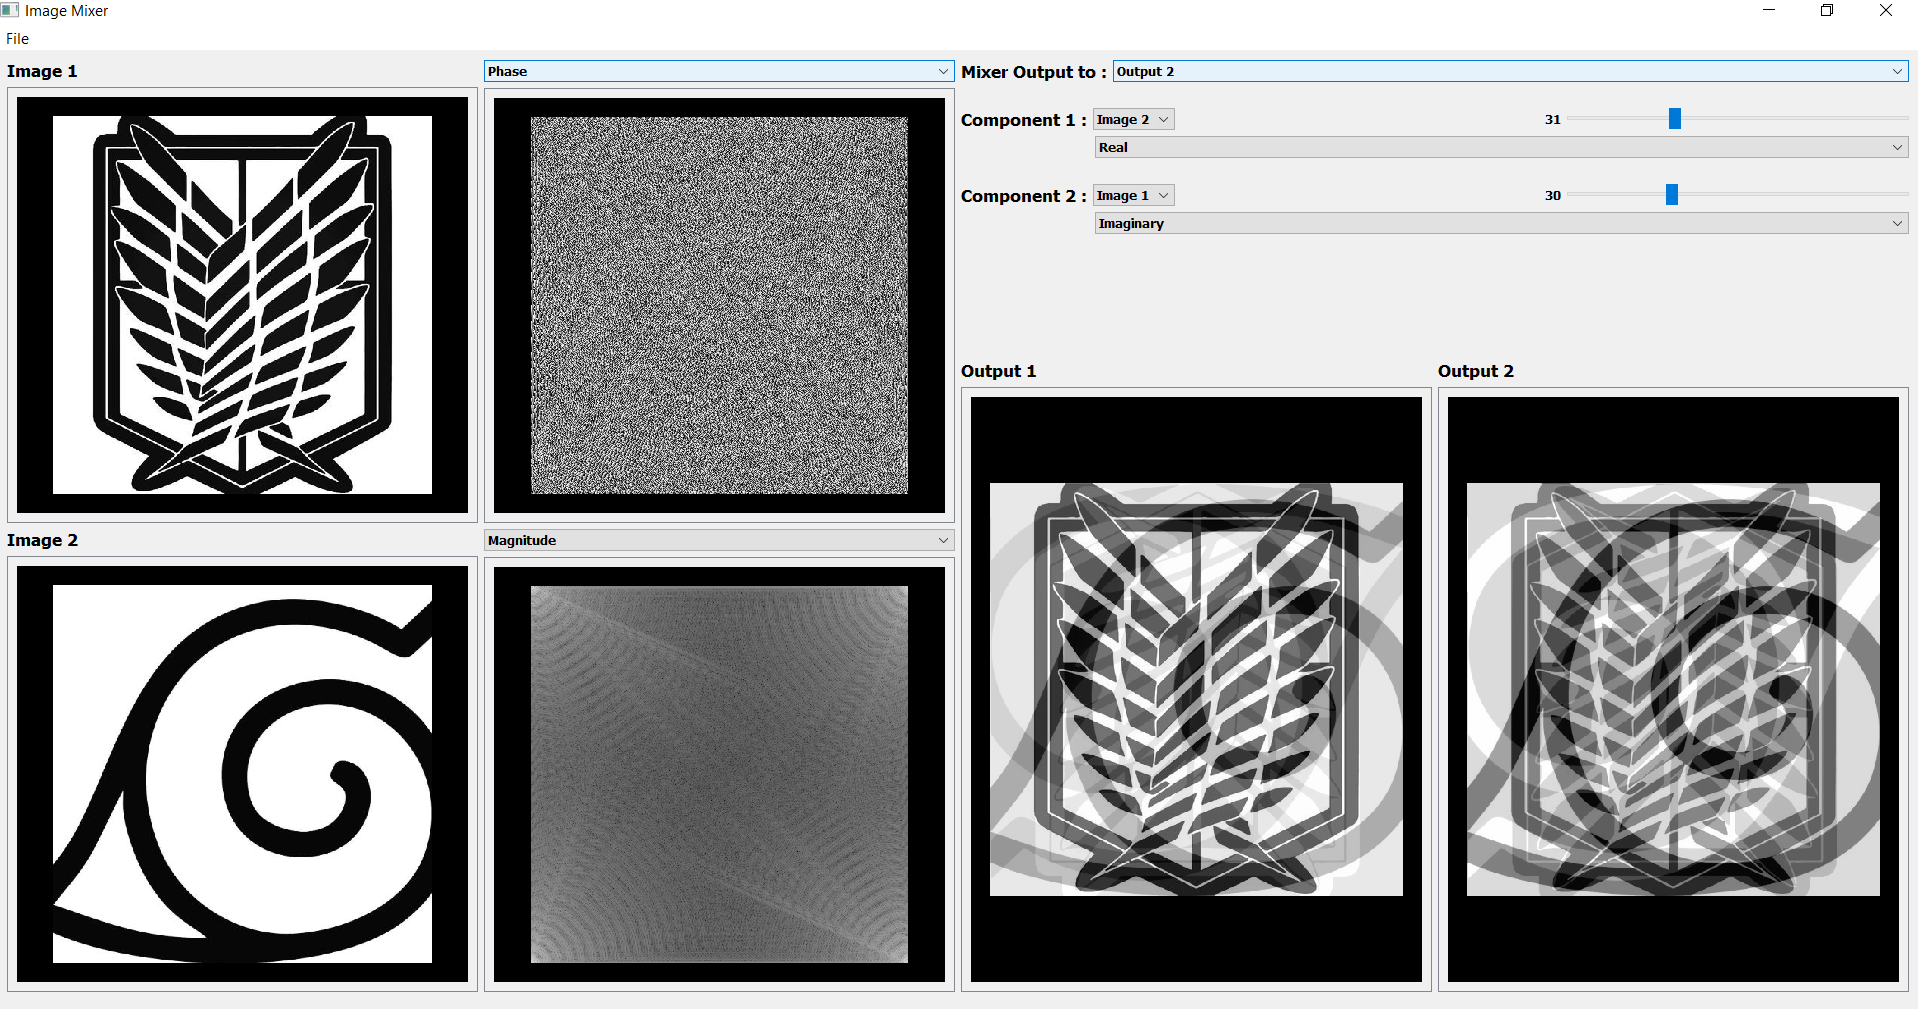 Image Mixer
File
Image 1
Phase
Mixer Output to :
Output 2
Component 1 :
Image 2
31
Real
Component 2 :
Image 1
30
Imaginary
Output 1
Output 2
Image 2
Magnitude